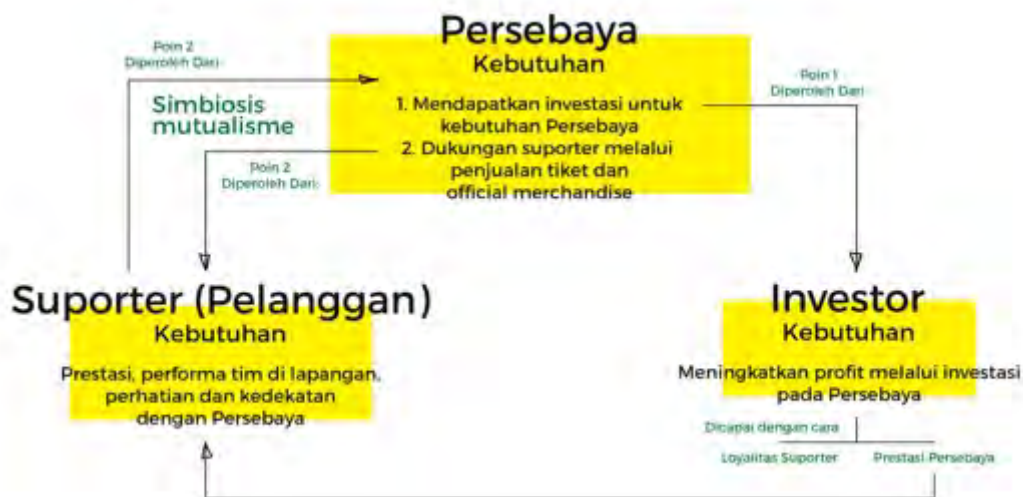 Persebaya
Kebutuhan
1. Mendapatkan investasi untuk
kebutuhan Persebaya
2. Dukungan suporter melalui
penjualan tiket dan
official merchandise
Poin 2
Diperoleh Dari:
Simbiosis
mutualisme
Poin 2
Diperoleh Dari:
Poin 1
Diperoleh Dari:
Suporter (Pelanggan)
Kebutuhan
Prestasi, performa tim di lapangan,
perhatian dan kedekatan
dengan Persebaya
Investor
Kebutuhan
Meningkatkan profit melalui investasi
pada Persebaya
Dicapai dengan cara
Loyalitas Suporter
Prestasi Persebaya